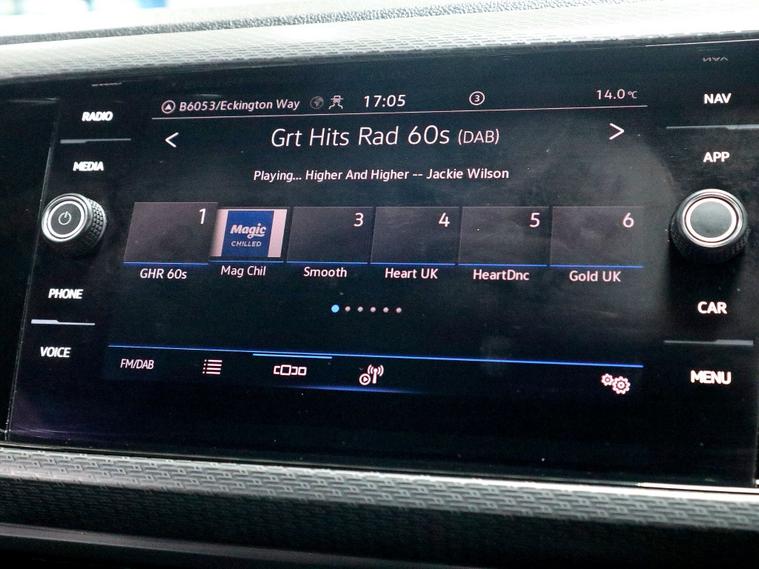 B6053/Eckington Way 17:05 3 14.0°C
RADIO
NAV
< Grt Hits Rad 60s (DAB) >
MEDIA
APP
Playing... Higher And Higher -- Jackie Wilson
1 Magic CHILLED 3 4 5 6
GHR 60s Mag Chil Smooth Heart UK HeartDnc Gold UK
PHONE
CAR
VOICE
FM/DAB
MENU